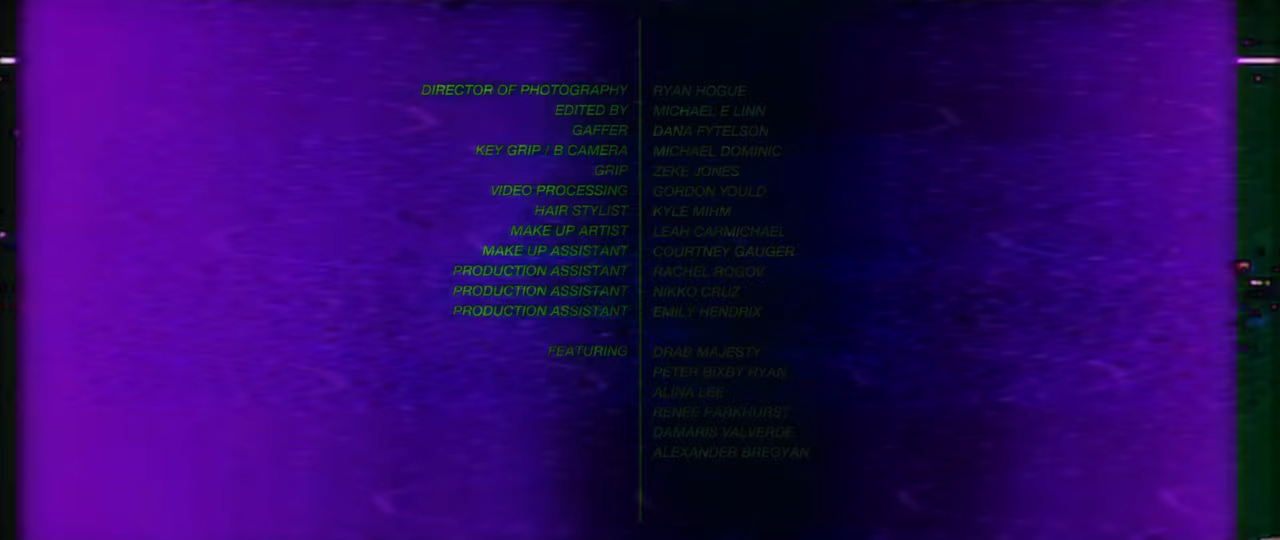 DIRECTOR OF PHOTOGRAPHY RYAN HOGUE
EDITED BY MICHAEL E LINN
GAFFER DANA FYTELSON
KEY GRIP / B CAMERA MICHAEL DOMINIC
GRIP ZEKE JONES
VIDEO PROCESSING GORDON YOULD
HAIR STYLIST KYLE MIHM
MAKE UP ARTIST LEAH CARMICHAEL
MAKE UP ASSISTANT COURTNEY GAUGER
PRODUCTION ASSISTANT RACHEL ROGOV
PRODUCTION ASSISTANT NIKKO CRUZ
PRODUCTION ASSISTANT EMILY HENDRIX
FEATURING DRAB MAJESTY
PETER BIXBY RYAN
ALINA LEE
RENEE PARKHURST
DAMARIS VALVERDE
ALEXANDER BREGYAN